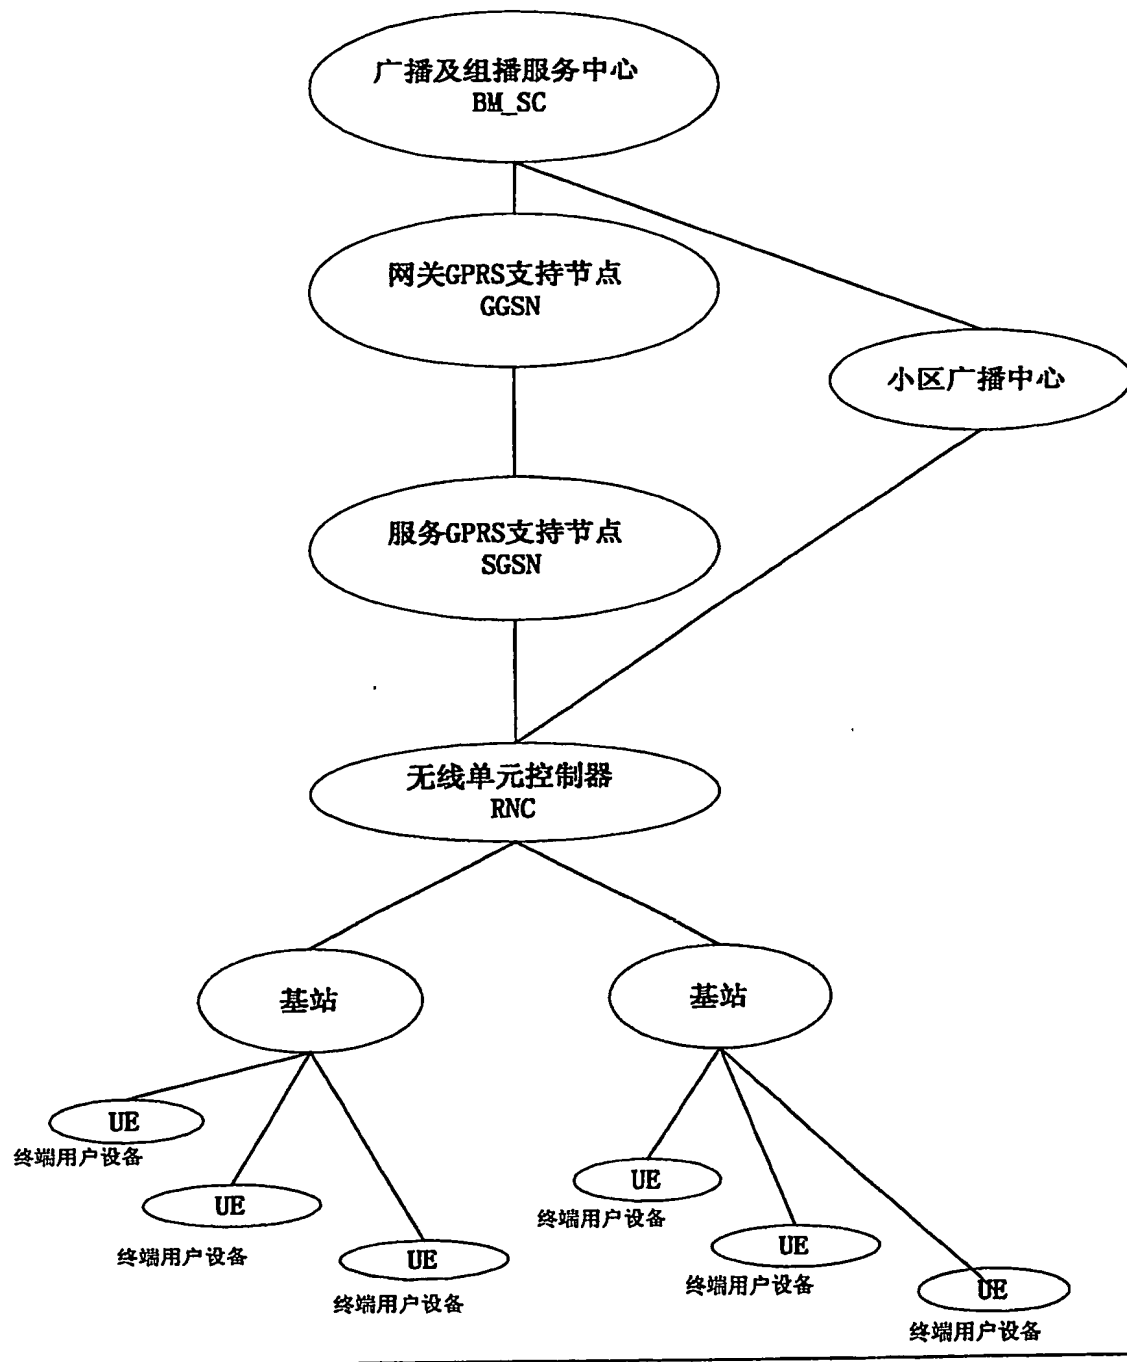 广播及组播服务中心
BM_SC
网关GPRS支持节点
GGSN
小区广播中心
服务GPRS支持节点
SGSN
无线单元控制器
RNC
基站
基站
UE
终端用户设备
UE
终端用户设备
UE
终端用户设备
UE
终端用户设备
UE
终端用户设备
UE
终端用户设备